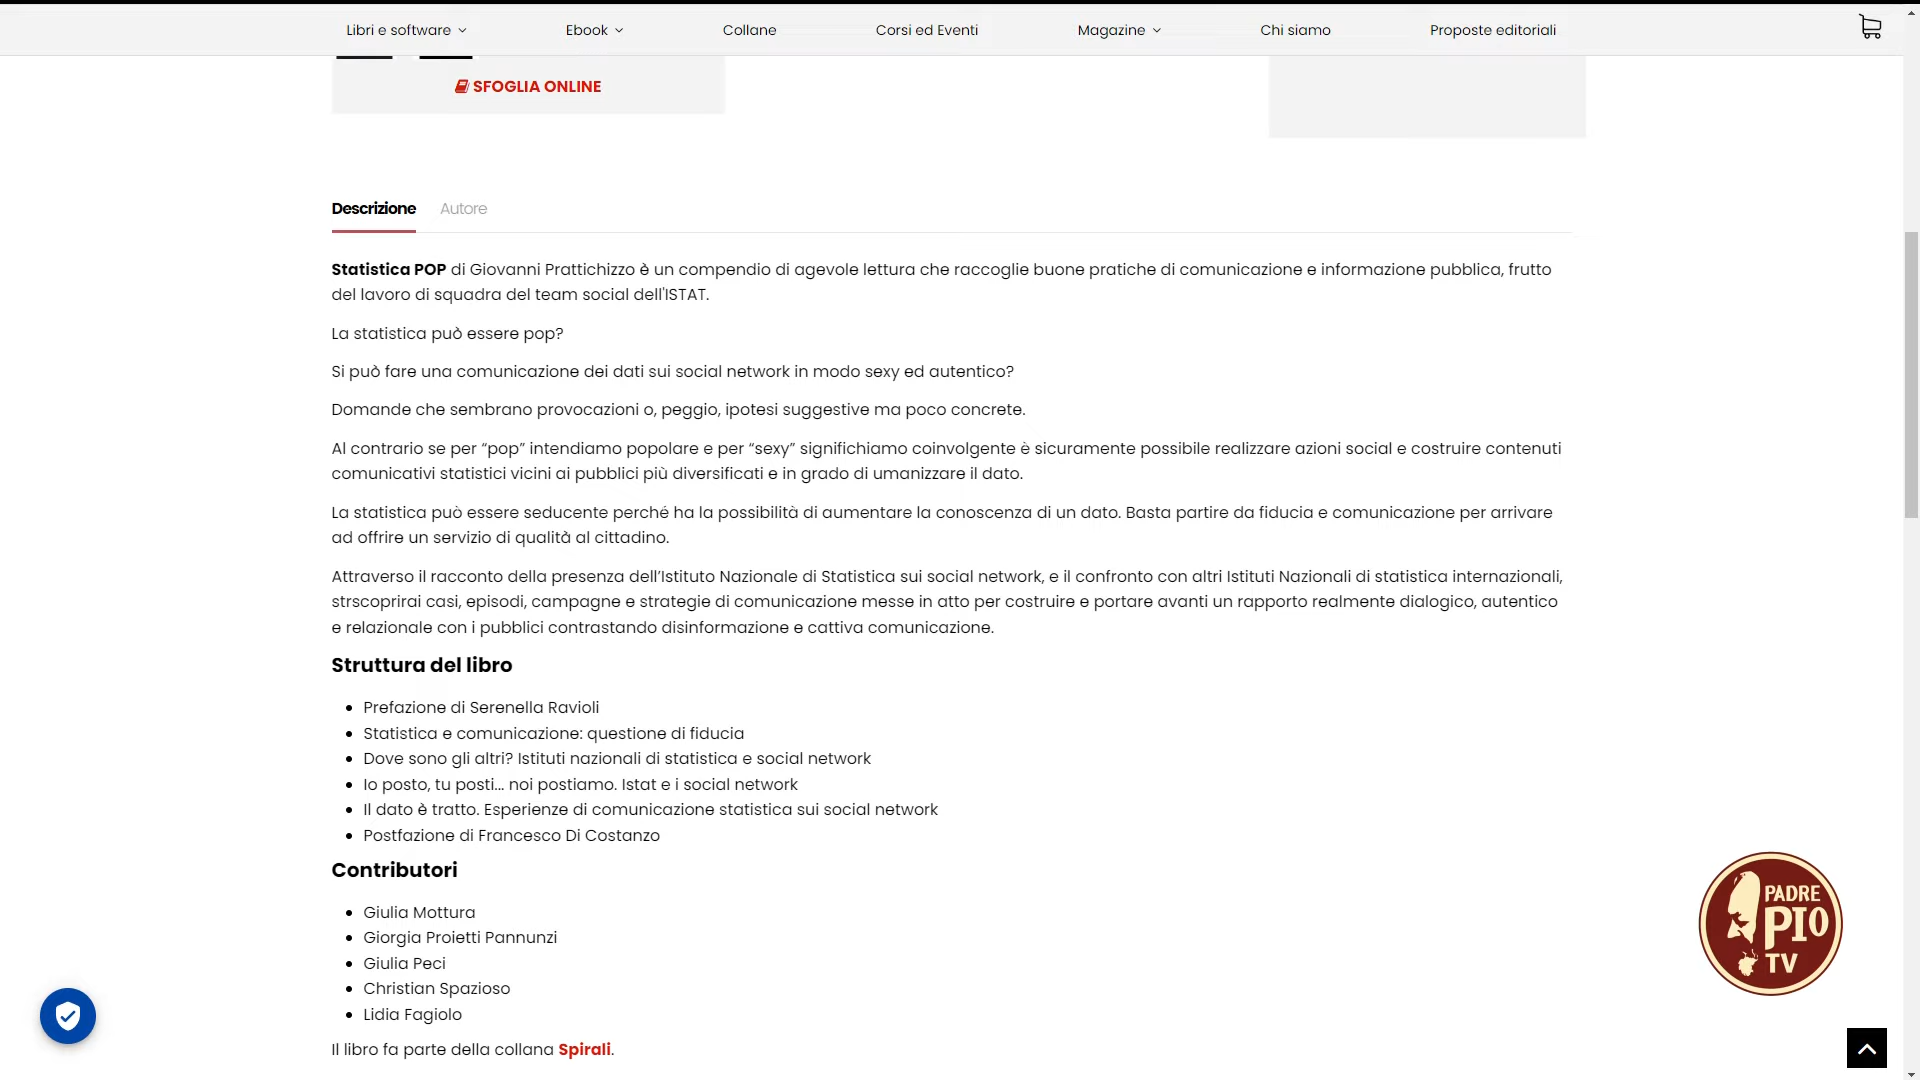 Libri e software
Ebook
Collane
Corsi ed Eventi
Magazine
Chi siamo
Proposte editoriali
SFOGLIA ONLINE
Descrizione
Autore
Statistica POP di Giovanni Prattichizzo è un compendio di agevole lettura che raccoglie buone pratiche di comunicazione e informazione pubblica, frutto
del lavoro di squadra del team social dell'ISTAT.
La statistica può essere pop?
Si può fare una comunicazione dei dati sui social network in modo sexy ed autentico?
Domande che sembrano provocazioni o, peggio, ipotesi suggestive ma poco concrete.
Al contrario se per “pop” intendiamo popolare e per “sexy” significhiamo coinvolgente è sicuramente possibile realizzare azioni social e costruire contenuti
comunicativi statistici vicini ai pubblici più diversificati e in grado di umanizzare il dato.
La statistica può essere seducente perché ha la possibilità di aumentare la conoscenza di un dato. Basta partire da fiducia e comunicazione per arrivare
ad offrire un servizio di qualità al cittadino.
Attraverso il racconto della presenza dell’Istituto Nazionale di Statistica sui social network, e il confronto con altri Istituti Nazionali di statistica internazionali,
strscoprirai casi, episodi, campagne e strategie di comunicazione messe in atto per costruire e portare avanti un rapporto realmente dialogico, autentico
e relazionale con i pubblici contrastando disinformazione e cattiva comunicazione.
Struttura del libro
Prefazione di Serenella Ravioli
Statistica e comunicazione: questione di fiducia
Dove sono gli altri? Istituti nazionali di statistica e social network
Io posto, tu posti... noi postiamo. Istat e i social network
Il dato è tratto. Esperienze di comunicazione statistica sui social network
Postfazione di Francesco Di Costanzo
Contributori
Giulia Mottura
Giorgia Proietti Pannunzi
Giulia Peci
Christian Spazioso
Lidia Fagiolo
Il libro fa parte della collana Spirali.
PADRE
PIO
TV